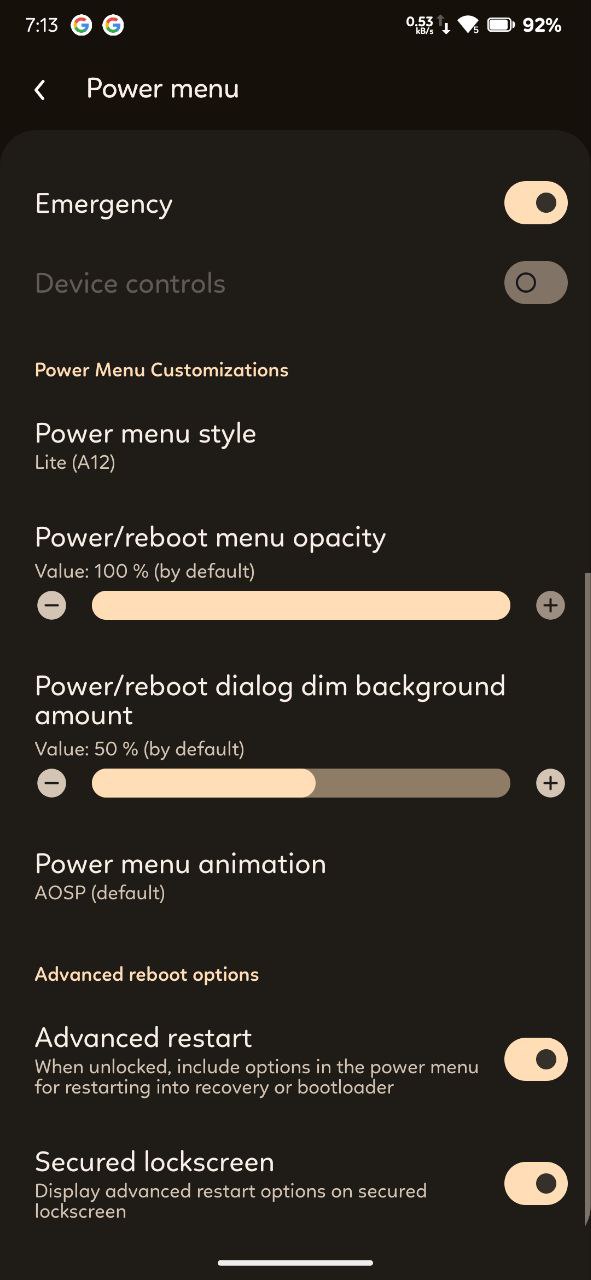 7:13
0.53
kB/s
5
92%
Power menu
Emergency
Device controls
Power Menu Customizations
Power menu style
Lite (A12)
Power/reboot menu opacity
Value: 100 % (by default)
Power/reboot dialog dim background
amount
Value: 50 % (by default)
Power menu animation
AOSP (default)
Advanced reboot options
Advanced restart
When unlocked, include options in the power menu
for restarting into recovery or bootloader
Secured lockscreen
Display advanced restart options on secured
lockscreen